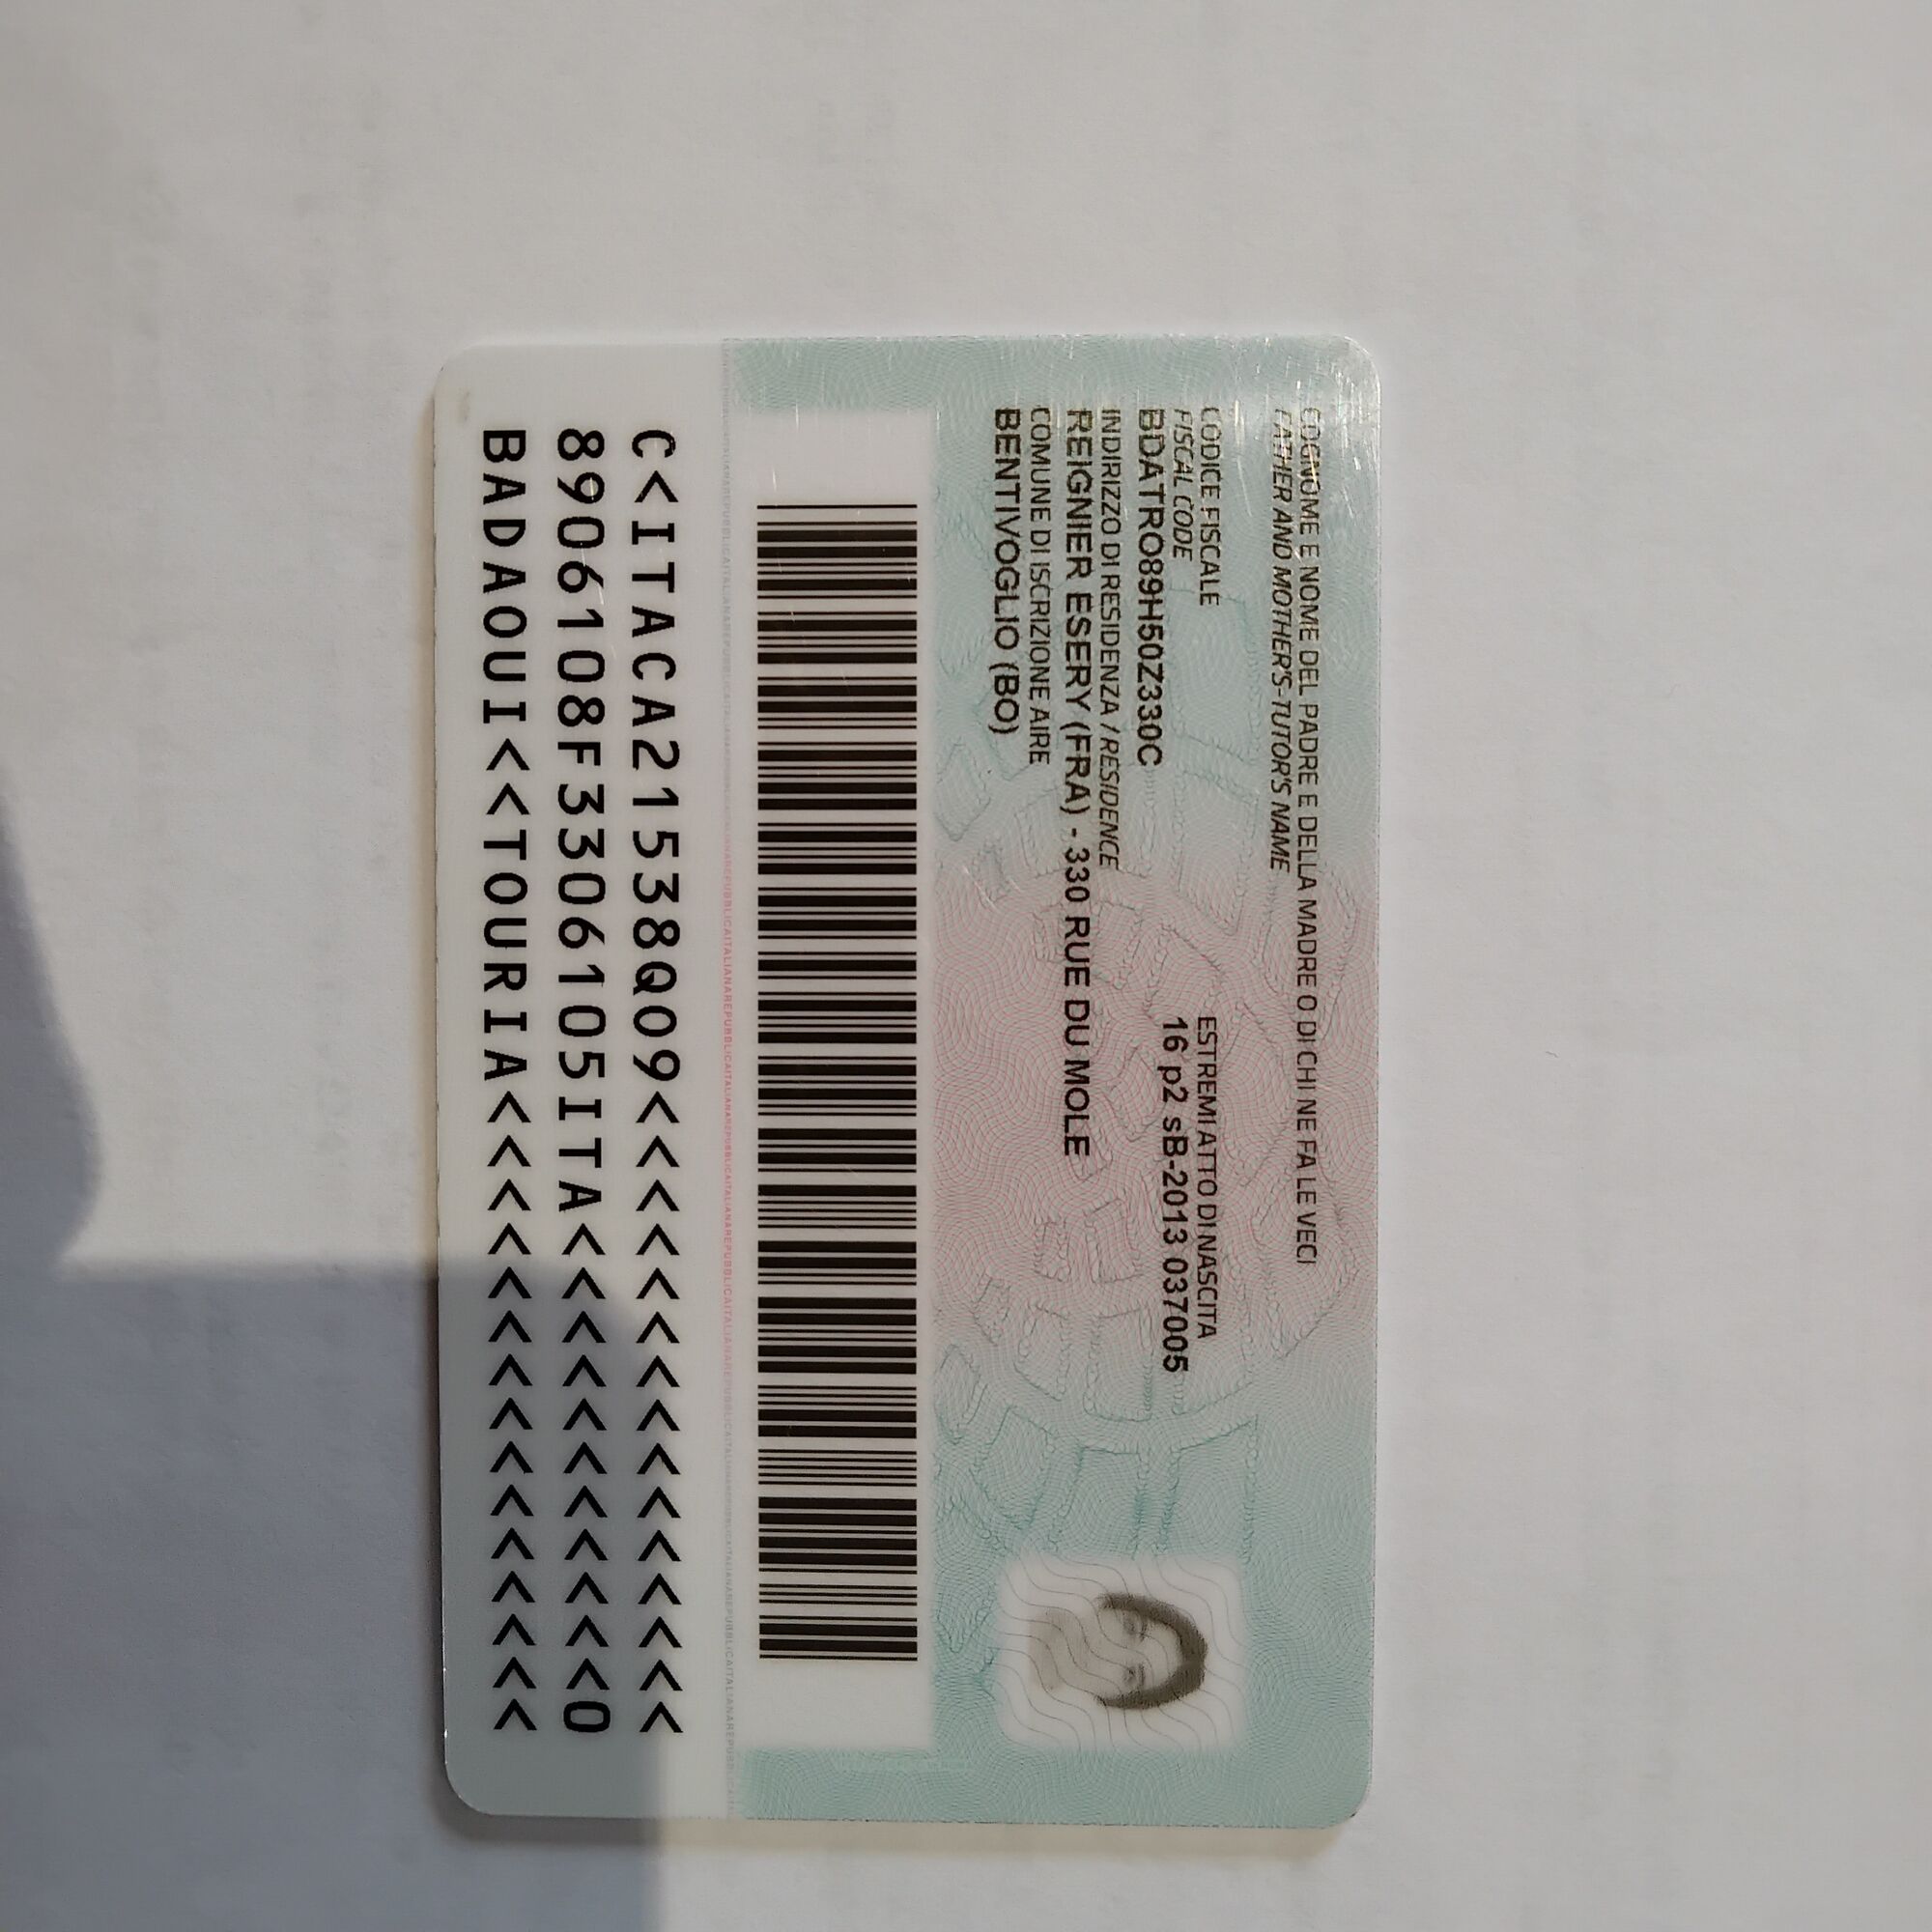 COGNOME E NOME DEL PADRE E DELLA MADRE O DI CHI NE FA LE VECI
FATHER AND MOTHER'S-TUTOR'S NAME
CODICE FISCALE
FISCAL CODE
BDATRO89H50Z330C
ESTREMI ATTO DI NASCITA
16 p2 sB-2013 037005
INDIRIZZO DI RESIDENZA / RESIDENCE
REIGNIER ESERY (FRA) - 330 RUE DU MOLE
COMUNE DI ISCRIZIONE AIRE
BENTIVOGLIO (BO)
C<ITACA21538QO9<<<<<<<<<<<<<<<
8906108F3306105ITA<<<<<<<<<<<0
BADAOUI<<TOURIA<<<<<<<<<<<<<<<